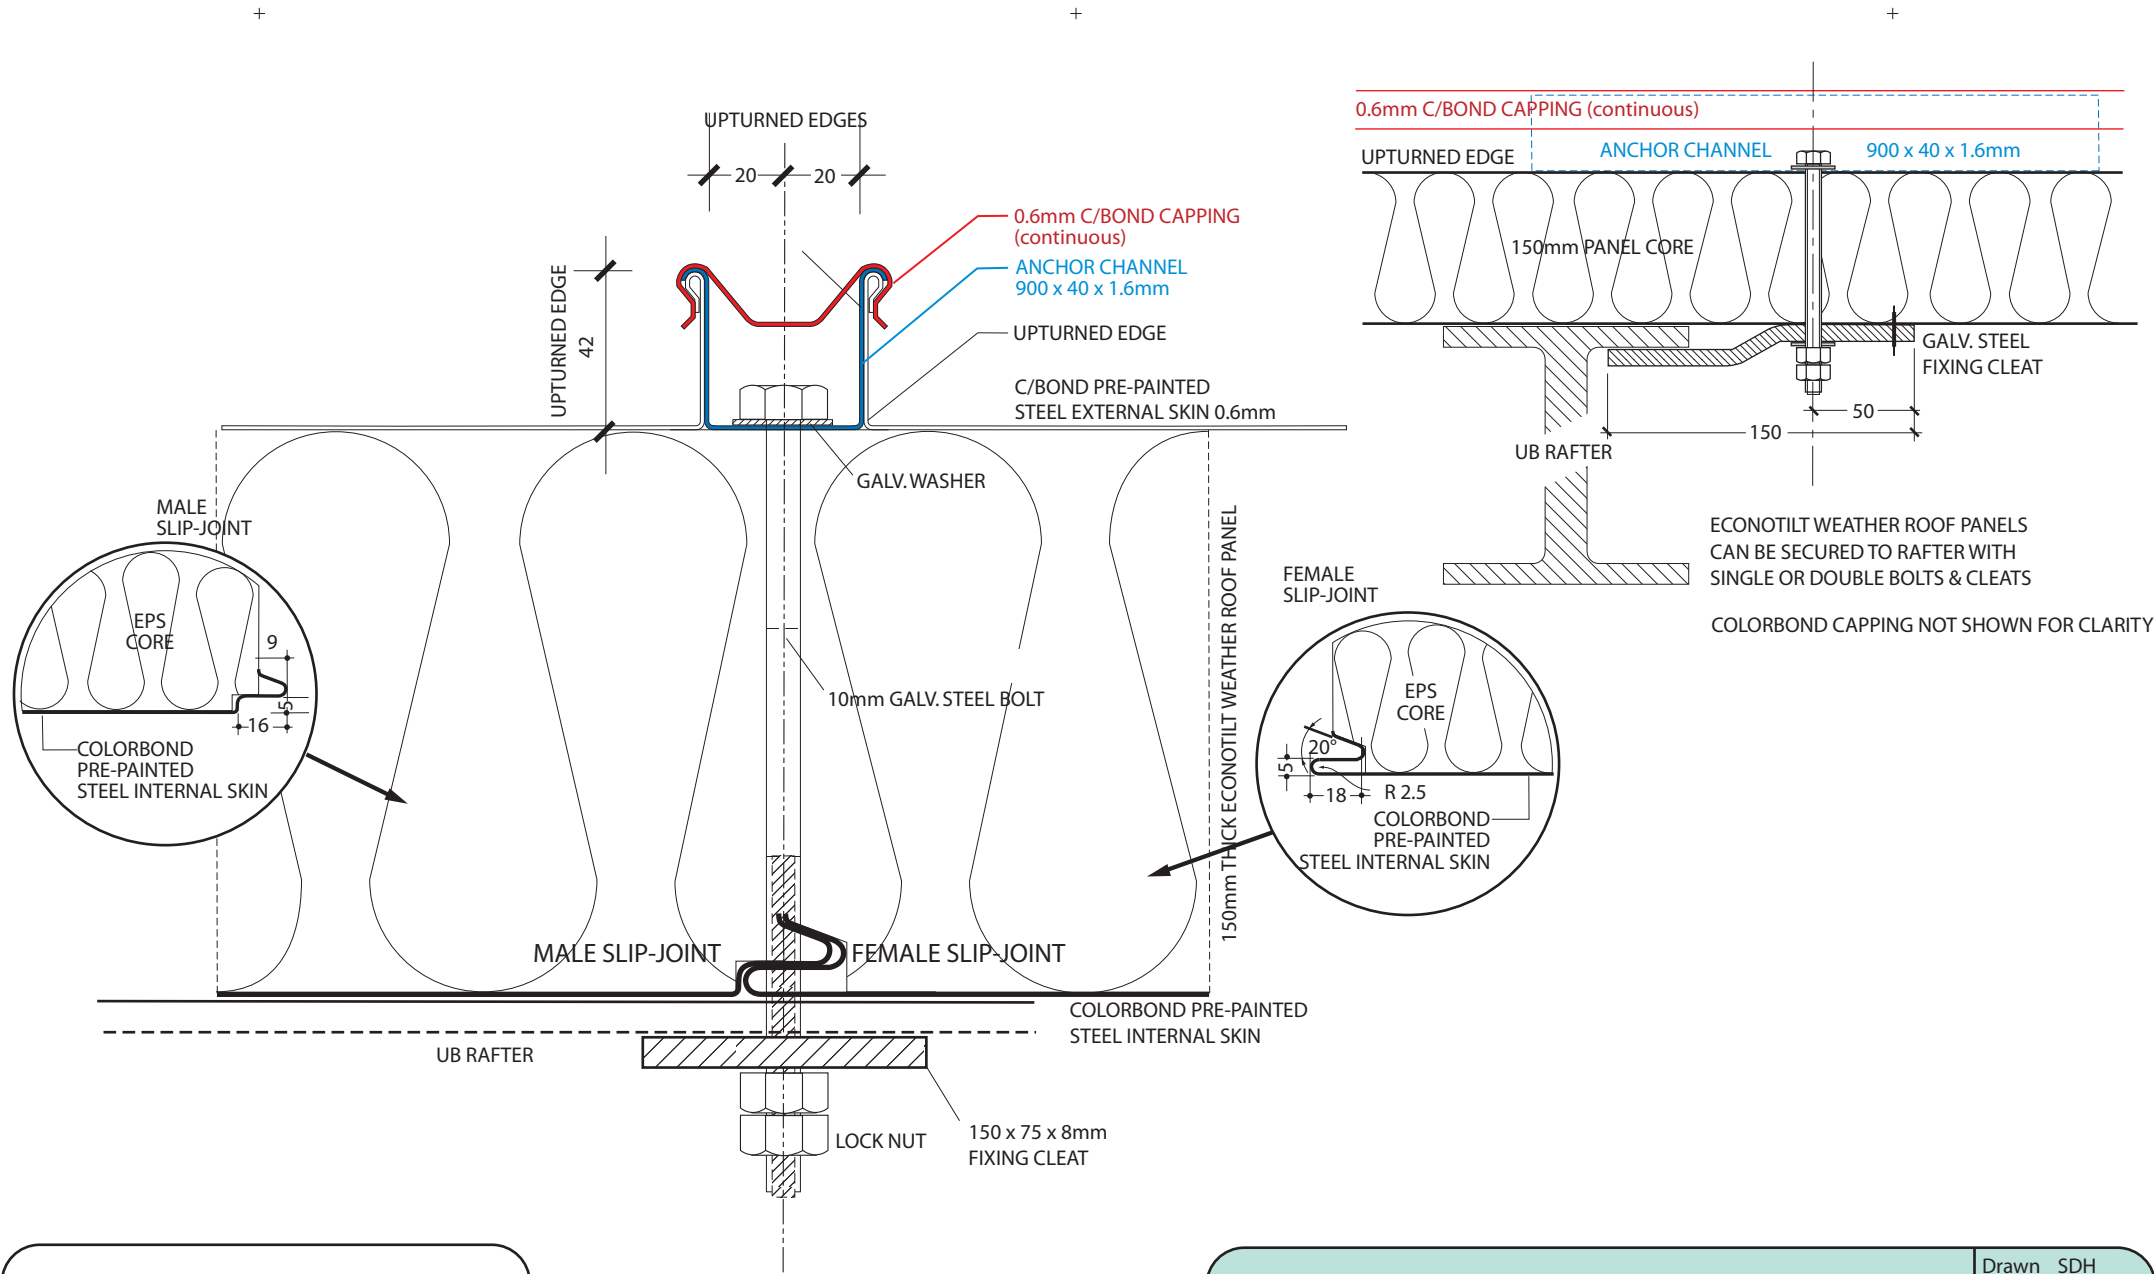 UPTURNED EDGES
20
20
UPTURNED EDGE
42
0.6mm C/BOND CAPPING
(continuous)
ANCHOR CHANNEL
900 x 40 x 1.6mm
UPTURNED EDGE
C/BOND PRE-PAINTED
STEEL EXTERNAL SKIN 0.6mm
GALV. WASHER
MALE
SLIP-JOINT
EPS
CORE
9
5
16
COLORBOND
PRE-PAINTED
STEEL INTERNAL SKIN
10mm GALV. STEEL BOLT
150mm THICK ECONOTILT WEATHER ROOF PANEL
MALE SLIP-JOINT
FEMALE SLIP-JOINT
COLORBOND PRE-PAINTED
STEEL INTERNAL SKIN
UB RAFTER
LOCK NUT
150 x 75 x 8mm
FIXING CLEAT
0.6mm C/BOND CAPPING (continuous)
UPTURNED EDGE
ANCHOR CHANNEL
900 x 40 x 1.6mm
150mm PANEL CORE
GALV. STEEL
FIXING CLEAT
50
150
UB RAFTER
ECONOTILT WEATHER ROOF PANELS
CAN BE SECURED TO RAFTER WITH
SINGLE OR DOUBLE BOLTS & CLEATS
COLORBOND CAPPING NOT SHOWN FOR CLARITY
FEMALE
SLIP-JOINT
EPS
CORE
20°
5
18
R 2.5
COLORBOND
PRE-PAINTED
STEEL INTERNAL SKIN
Drawn SDH